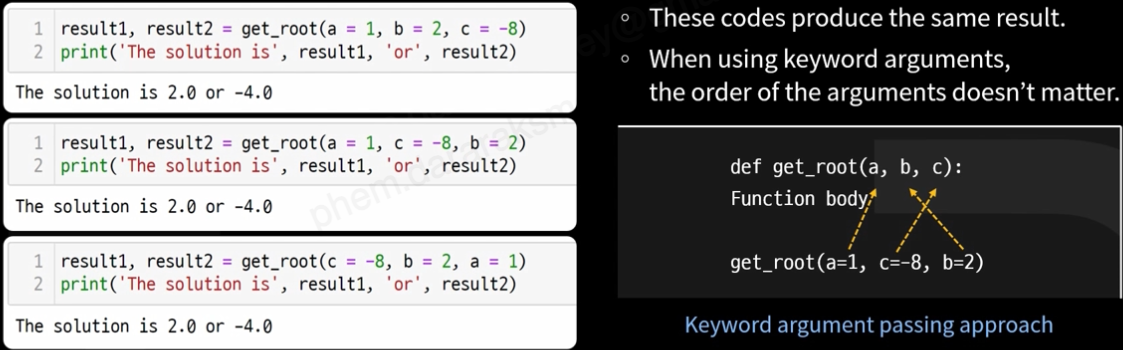 1 result1, result2 = get_root(a = 1, b = 2, c = -8)
2 print('The solution is', result1, 'or', result2)
The solution is 2.0 or -4.0
1 result1, result2 = get_root(a = 1, c = -8, b = 2)
2 print('The solution is', result1, 'or', result2)
The solution is 2.0 or -4.0
1 result1, result2 = get_root(c = -8, b = 2, a = 1)
2 print('The solution is', result1, 'or', result2)
The solution is 2.0 or -4.0
◦ These codes produce the same result.
◦ When using keyword arguments,
the order of the arguments doesn't matter.
def get_root(a, b, c):
Function body
get_root(a=1, c=-8, b=2)
Keyword argument passing approach